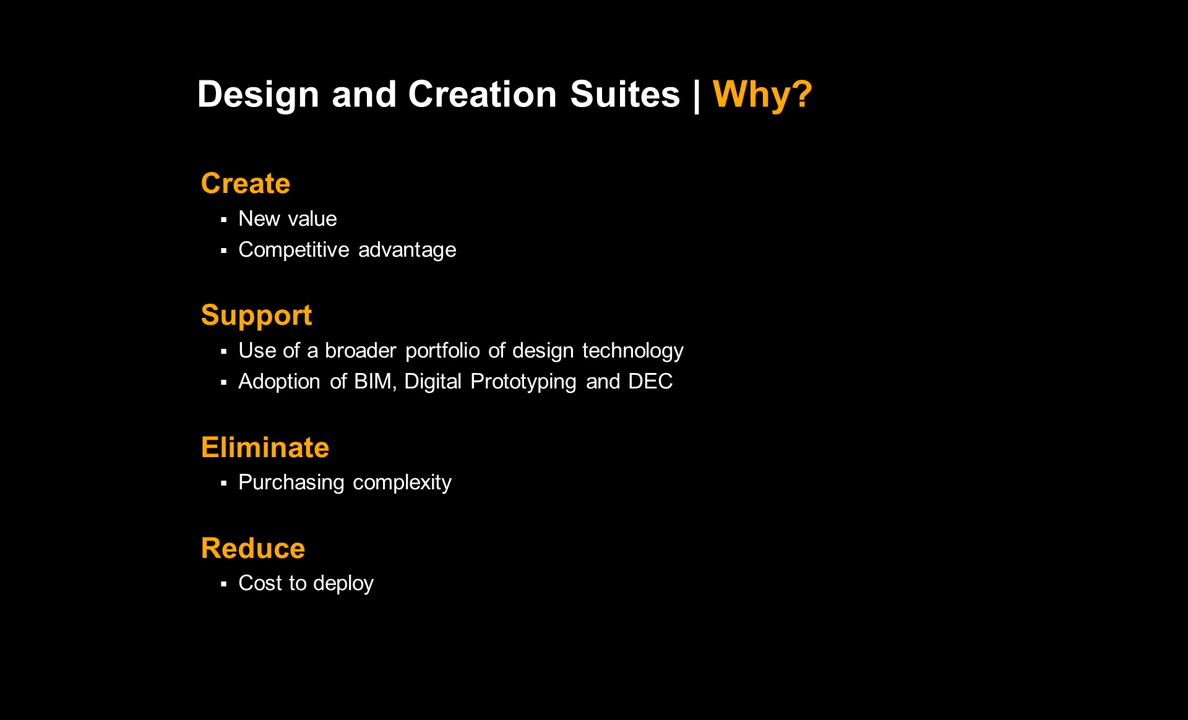 Design and Creation Suites | Why?
Create
▪ New value
▪ Competitive advantage
Support
▪ Use of a broader portfolio of design technology
▪ Adoption of BIM, Digital Prototyping and DEC
Eliminate
▪ Purchasing complexity
Reduce
▪ Cost to deploy